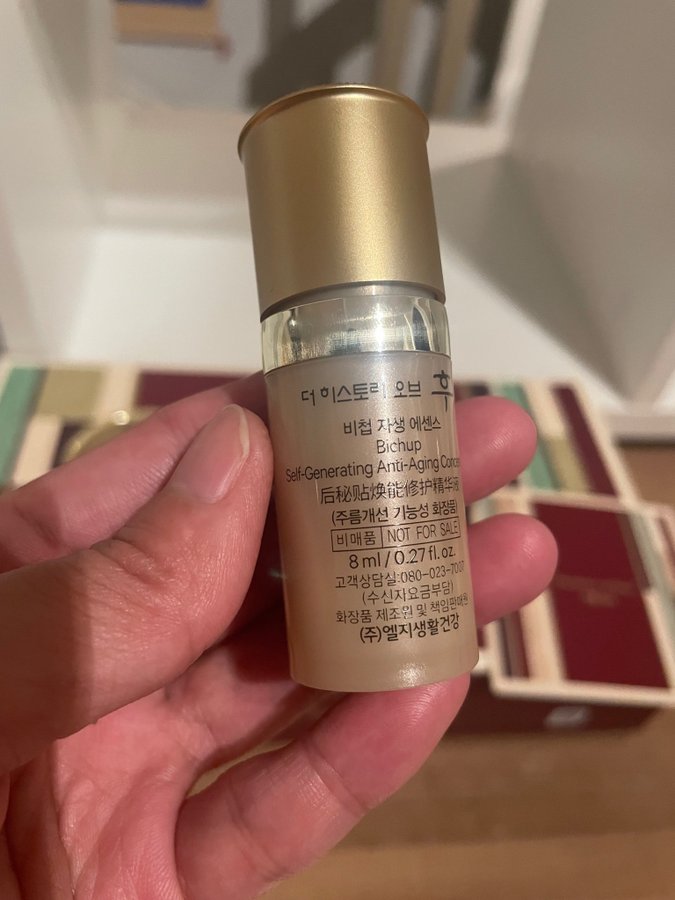 더 히스토리 오브 후
비첩 자생 에센스
Bichup
Self-Generating Anti-Aging Conce
后秘贴焕能修护精华液
(주름개선 기능성 화장품)
비매품 NOT FOR SALE
8 ml / 0.27 fl. oz.
고객상담실:080-023-7007
(수신자요금부담)
화장품 제조원 및 책임판매원
(주)엘지생활건강